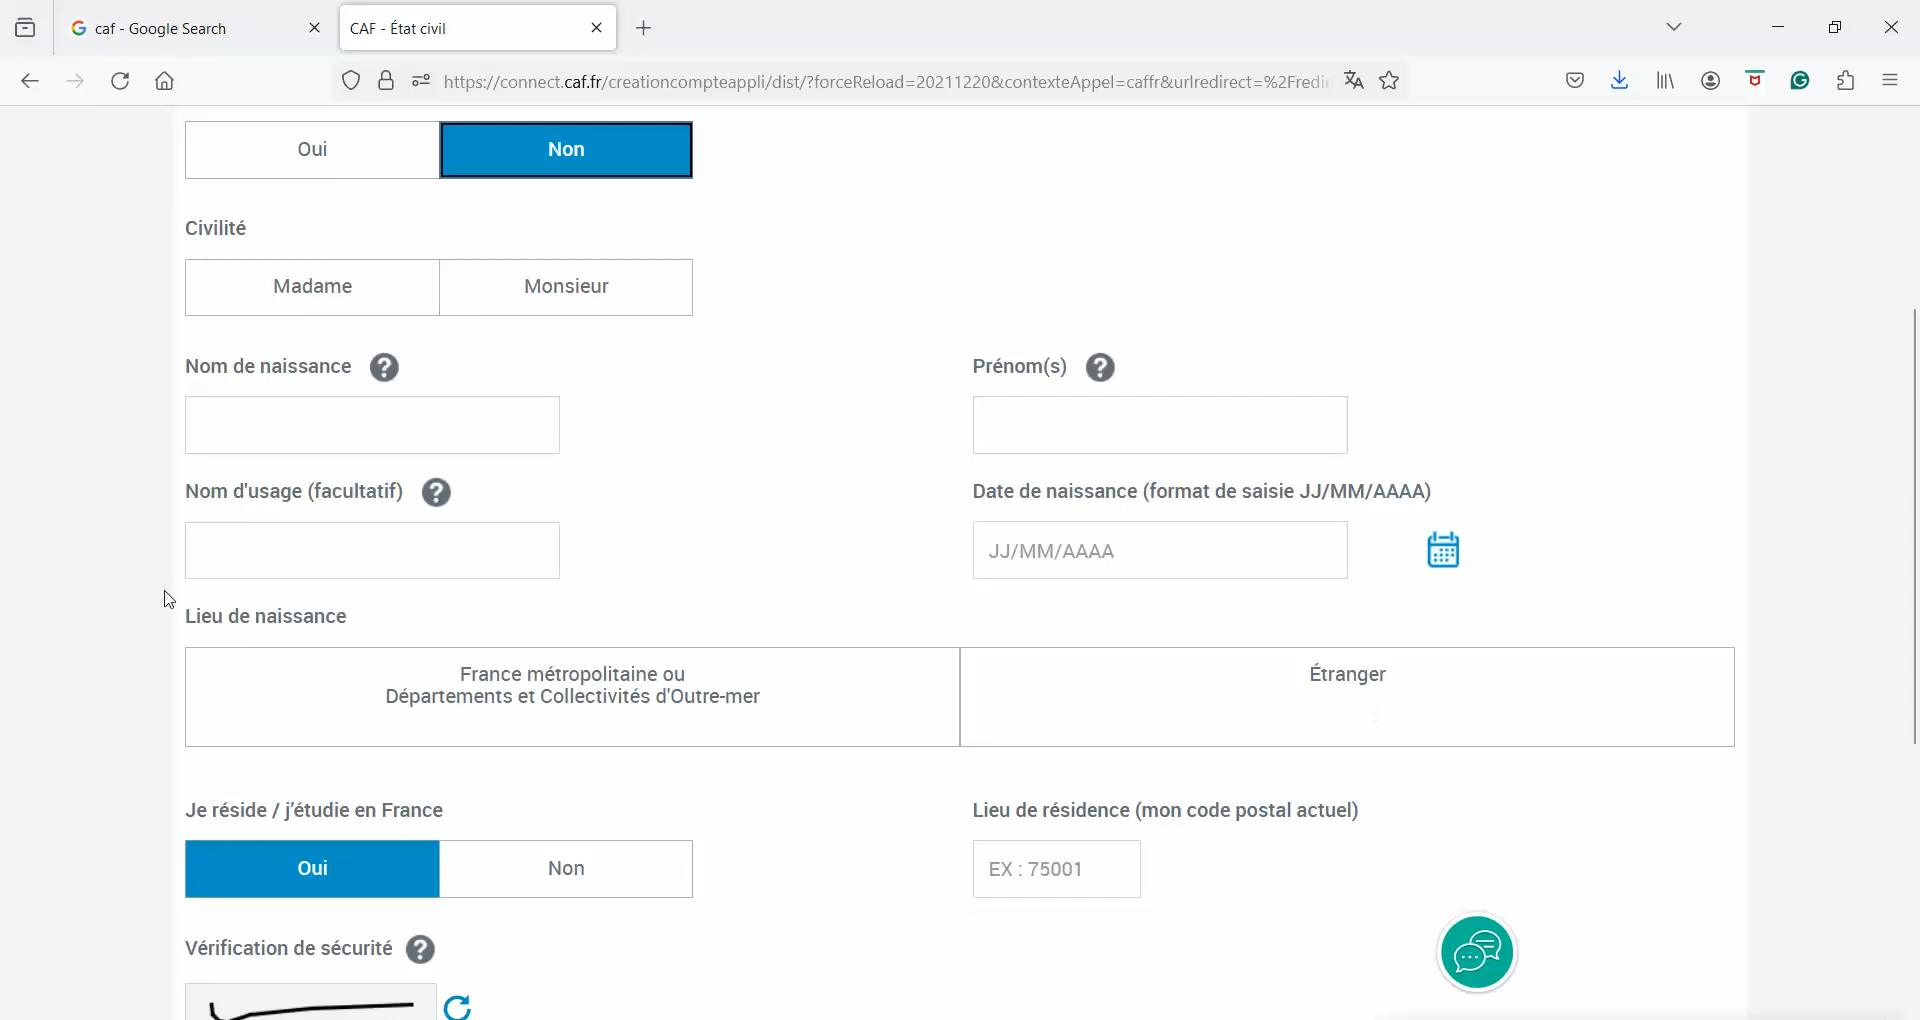 caf - Google Search
CAF - État civil
https://connect.caf.fr/creationcompteappli/dist/?forceReload=20211220&contexteAppel=caffr&urlredirect=%2Fredi
Oui
Non
Civilité
Madame
Monsieur
Nom de naissance ?
Prénom(s) ?
Nom d'usage (facultatif) ?
Date de naissance (format de saisie JJ/MM/AAAA)
JJ/MM/AAAA
Lieu de naissance
France métropolitaine ou
Départements et Collectivités d'Outre-mer
Étranger
Je réside / j’étudie en France
Lieu de résidence (mon code postal actuel)
Oui
Non
EX : 75001
Vérification de sécurité ?